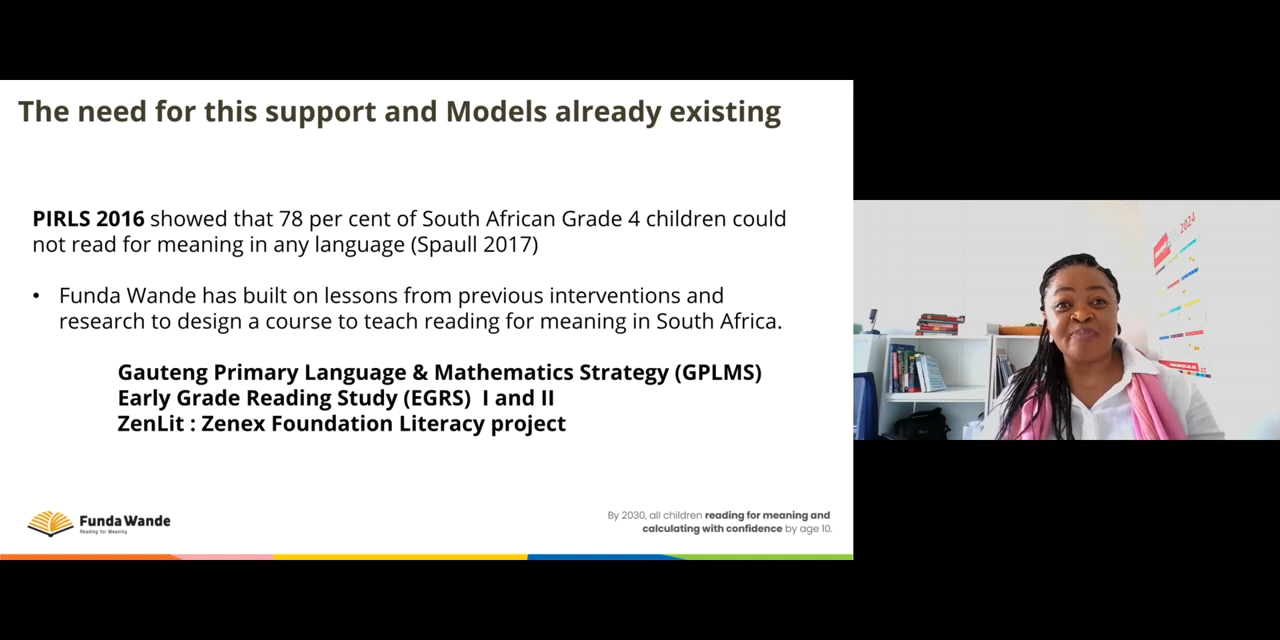 The need for this support and Models already existing
PIRLS 2016 showed that 78 per cent of South African Grade 4 children could
not read for meaning in any language (Spaull 2017)
• Funda Wande has built on lessons from previous interventions and
research to design a course to teach reading for meaning in South Africa.
Gauteng Primary Language & Mathematics Strategy (GPLMS)
Early Grade Reading Study (EGRS) I and II
ZenLit : Zenex Foundation Literacy project
Funda Wande
Reading for Meaning
By 2030, all children reading for meaning and
calculating with confidence by age 10.
2024